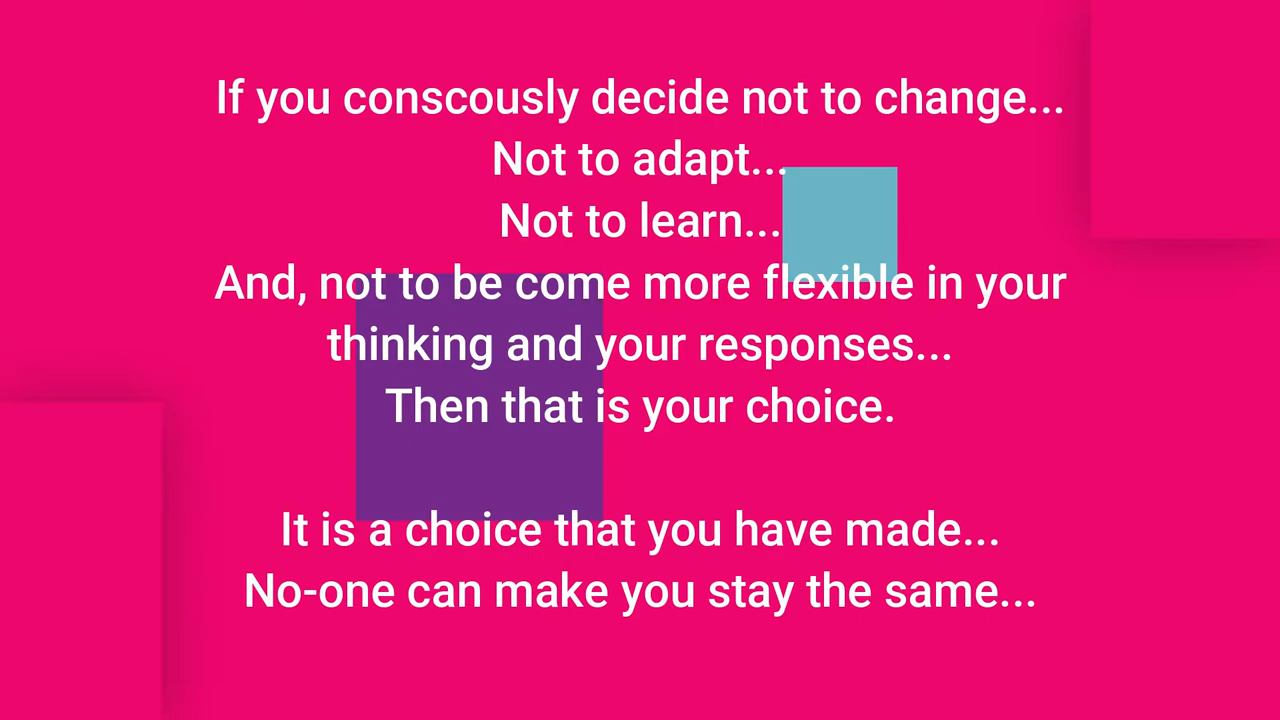 If you conscously decide not to change...
Not to adapt...
Not to learn...
And, not to be come more flexible in your
thinking and your responses...
Then that is your choice.
It is a choice that you have made...
No-one can make you stay the same...